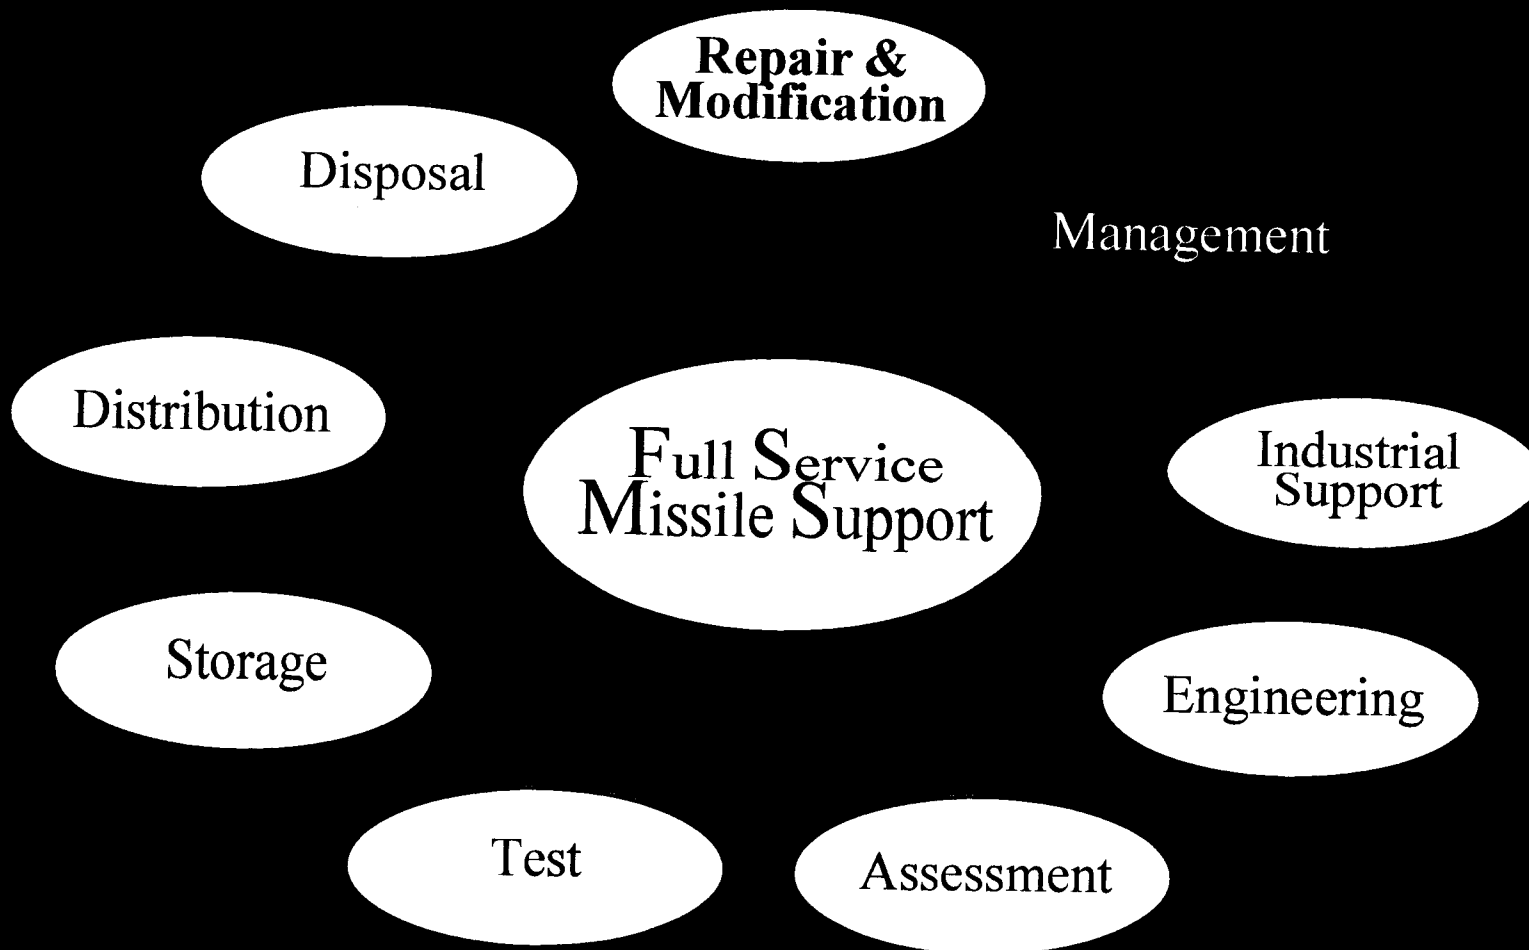 Repair &
Modification
Disposal
Management
Distribution
Full Service
Missile Support
Industrial
Support
Storage
Engineering
Test
Assessment